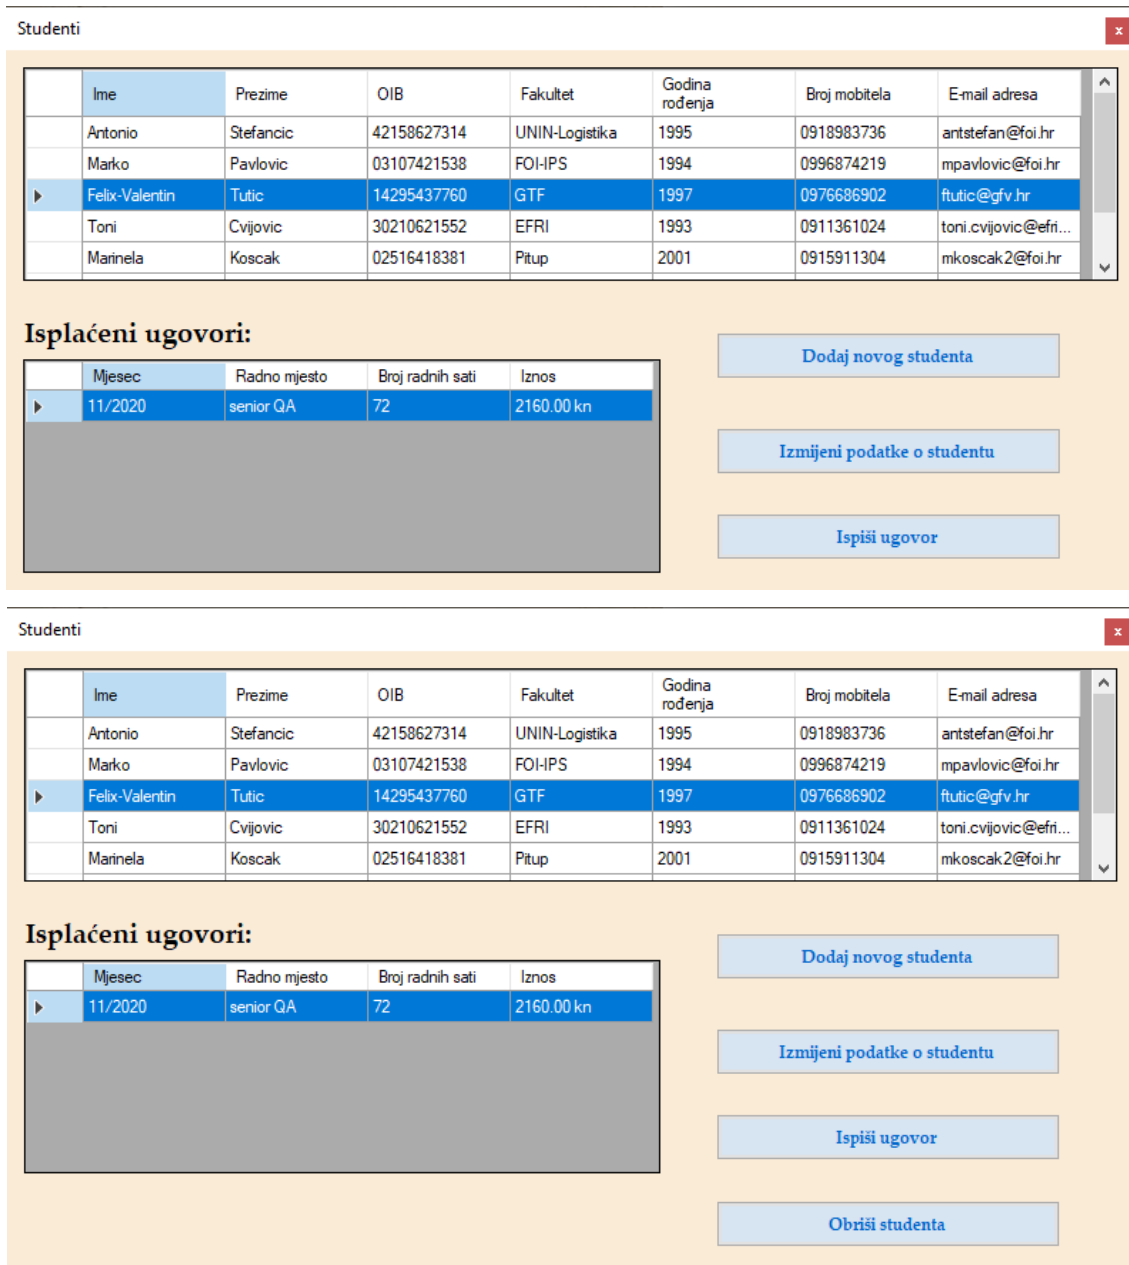 Studenti
x
Ime Prezime OIB Fakultet Godina rođenja Broj mobitela E-mail adresa
Antonio Stefancic 42158627314 UNIN-Logistika 1995 0918983736 antstefan@foi.hr
Marko Pavlovic 03107421538 FOI-IPS 1994 0996874219 mpavlovic@foi.hr
Felix-Valentin Tutic 14295437760 GTF 1997 0976686902 ftutic@gfv.hr
Toni Cvijovic 30210621552 EFRI 1993 0911361024 toni.cvijovic@efri...
Marinela Koscak 02516418381 Pitup 2001 0915911304 mkoscak2@foi.hr
Isplaćeni ugovori:
Mjesec Radno mjesto Broj radnih sati Iznos
11/2020 senior QA 72 2160.00 kn
Dodaj novog studenta
Izmijeni podatke o studentu
Ispiši ugovor
Studenti
x
Ime Prezime OIB Fakultet Godina rođenja Broj mobitela E-mail adresa
Antonio Stefancic 42158627314 UNIN-Logistika 1995 0918983736 antstefan@foi.hr
Marko Pavlovic 03107421538 FOI-IPS 1994 0996874219 mpavlovic@foi.hr
Felix-Valentin Tutic 14295437760 GTF 1997 0976686902 ftutic@gfv.hr
Toni Cvijovic 30210621552 EFRI 1993 0911361024 toni.cvijovic@efri...
Marinela Koscak 02516418381 Pitup 2001 0915911304 mkoscak2@foi.hr
Isplaćeni ugovori:
Mjesec Radno mjesto Broj radnih sati Iznos
11/2020 senior QA 72 2160.00 kn
Dodaj novog studenta
Izmijeni podatke o studentu
Ispiši ugovor
Obriši studenta